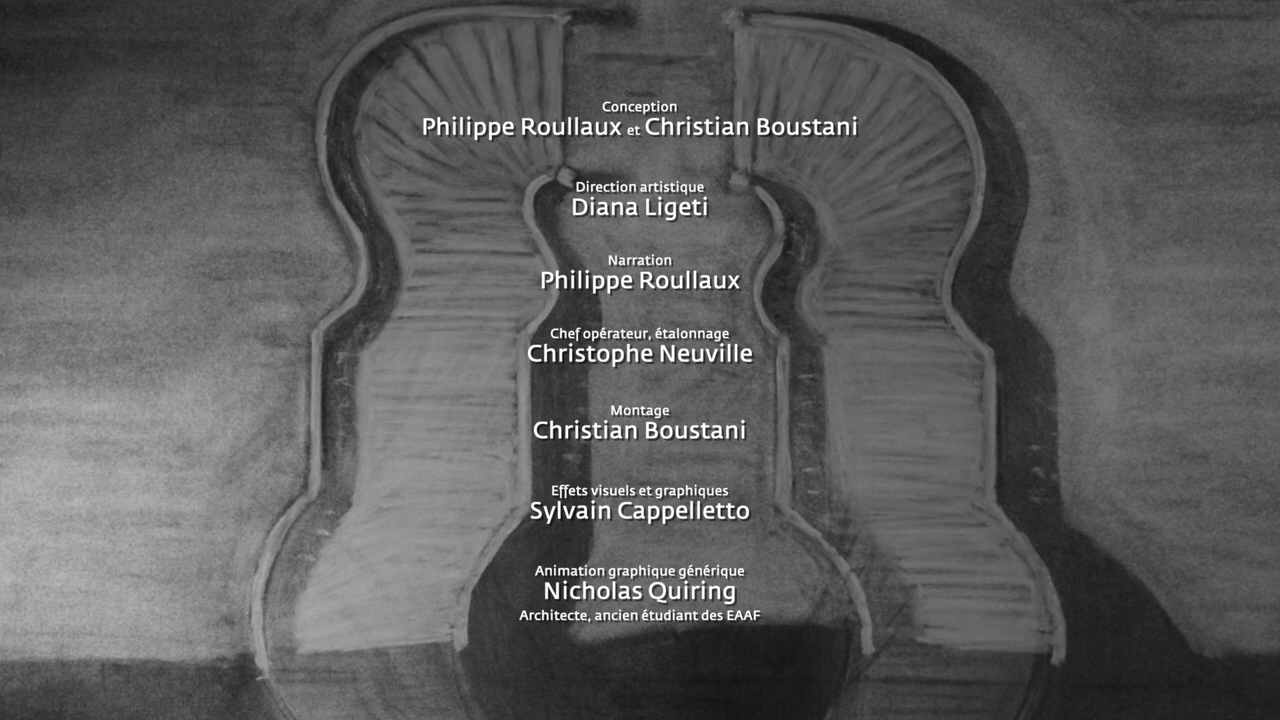 Conception
Philippe Roullaux et Christian Boustani
Direction artistique
Diana Ligeti
Narration
Philippe Roullaux
Chef opérateur, étalonnage
Christophe Neuville
Montage
Christian Boustani
Effets visuels et graphiques
Sylvain Cappelletto
Animation graphique générique
Nicholas Quiring
Architecte, ancien étudiant des EAAF